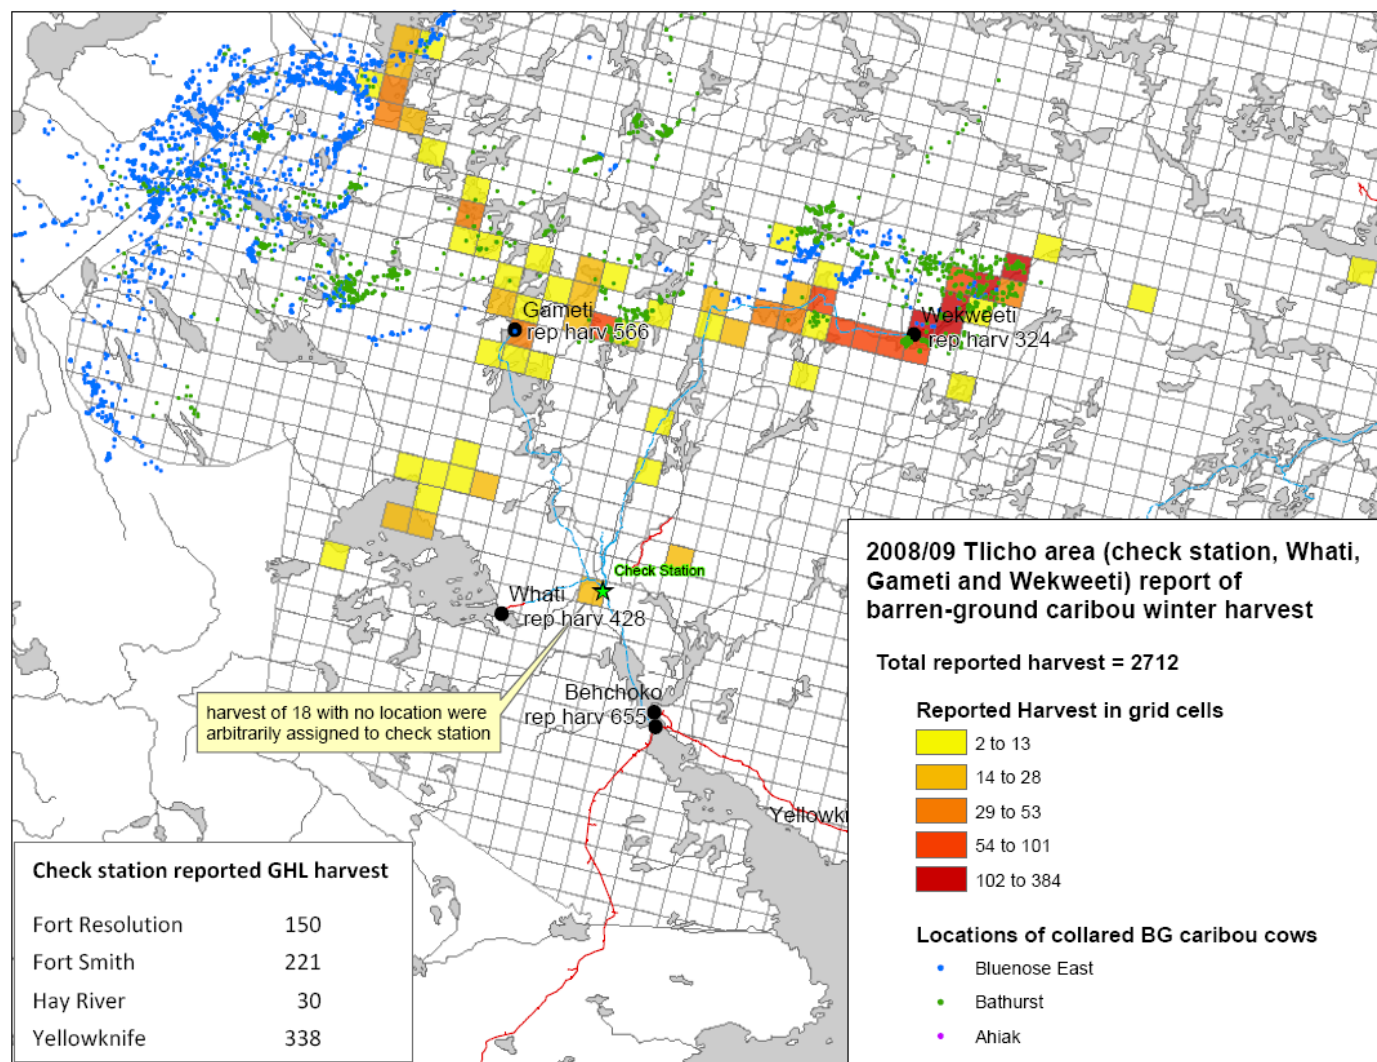 Gameti
rep harv 566
Wekweeti
rep harv 324
Check Station
Whati
rep harv 428
harvest of 18 with no location were
arbitrarily assigned to check station
Behchoko
rep harv 655
Yellowkni
2008/09 Tlicho area (check station, Whati,
Gameti and Wekweeti) report of
barren-ground caribou winter harvest
Total reported harvest = 2712
Reported Harvest in grid cells
2 to 13
14 to 28
29 to 53
54 to 101
102 to 384
Locations of collared BG caribou cows
Bluenose East
Bathurst
Ahiak
Check station reported GHL harvest
Fort Resolution 150
Fort Smith 221
Hay River 30
Yellowknife 338